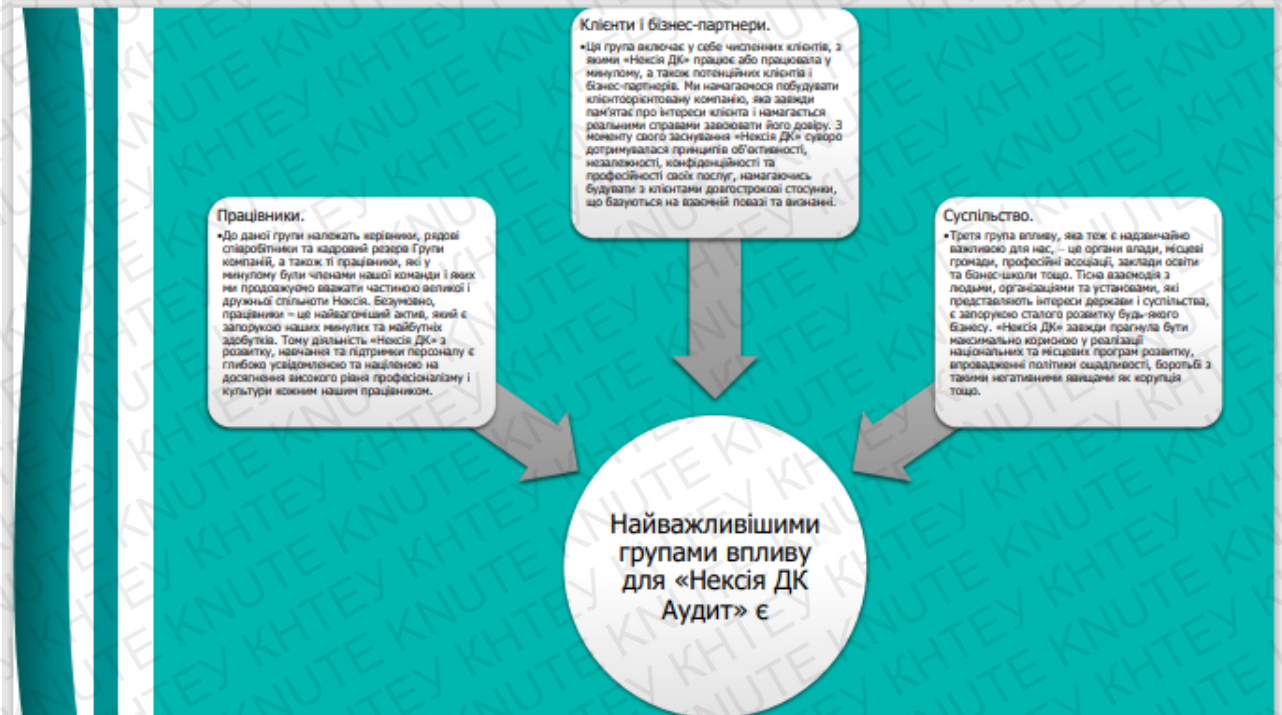 Клієнти і бізнес-партнери.
•Ця група включає у себе численних клієнтів, з
якими «Нексія ДК» працює або працювала у
минулому, а також потенційних клієнтів і
бізнес-партнерів. Ми намагаємося побудувати
клієнтоорієнтовану компанію, яка завжди
пам'ятає про інтереси клієнта і намагається
реальними справами завоювати його довіру. З
моменту свого заснування «Нексія ДК» суворо
дотримувалася принципів об'єктивності,
незалежності, конфіденційності та
професійності своїх послуг, намагаючись
будувати з клієнтами довгострокові стосунки,
що базуються на взаємній повазі та визнанні.
Працівники.
•До даної групи належать керівники, рядові
співробітники та кадровий резерв Групи
компаній, а також ті працівники, які у
минулому були членами нашої команди і яких
ми продовжуємо вважати частиною великої і
дружньої спільноти Нексія. Безумовно,
працівники – це найвагоміший актив, який є
запорукою наших минулих та майбутніх
здобутків. Тому діяльність «Нексія ДК» з
розвитку, навчання та підтримки персоналу є
глибоко усвідомленою та націленою на
досягнення високого рівня професіоналізму і
культури кожним нашим працівником.
Суспільство.
•Третя група впливу, яка теж є надзвичайно
важливою для нас, – це органи влади, місцеві
громади, професійні асоціації, заклади освіти
та бізнес-школи тощо. Тісна взаємодія з
людьми, організаціями та установами, які
представляють інтереси держави і суспільства,
є запорукою сталого розвитку будь-якого
бізнесу. «Нексія ДК» завжди прагнула бути
максимально корисною у реалізації
національних та місцевих програм розвитку,
впровадженні політики ощадливості, боротьбі з
такими негативними явищами як корупція
тощо.
Найважливішими
групами впливу
для «Нексія ДК
Аудит» є